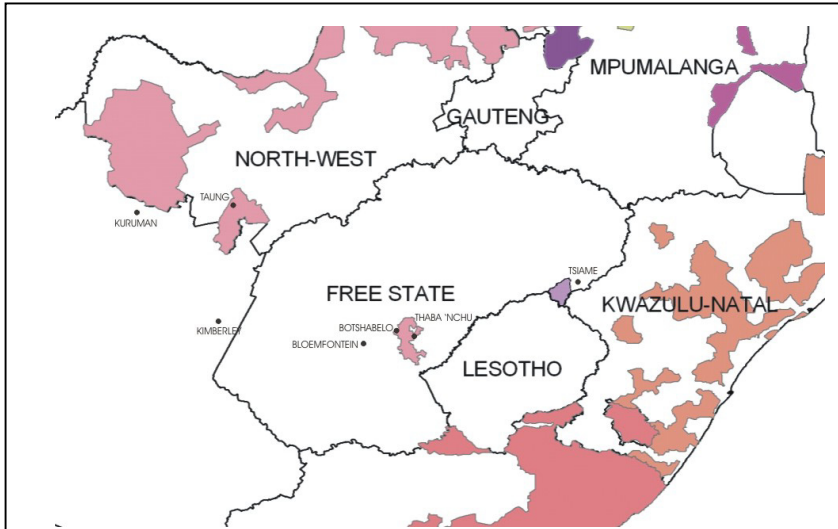 MPUMALANGA
GAUTENG
NORTH-WEST
TAUNG
KURUMAN
TSIAME
FREE STATE
KWAZULU-NATAL
THABA 'NCHU
BOTSHABELO
KIMBERLEY
BLOEMFONTEIN
LESOTHO